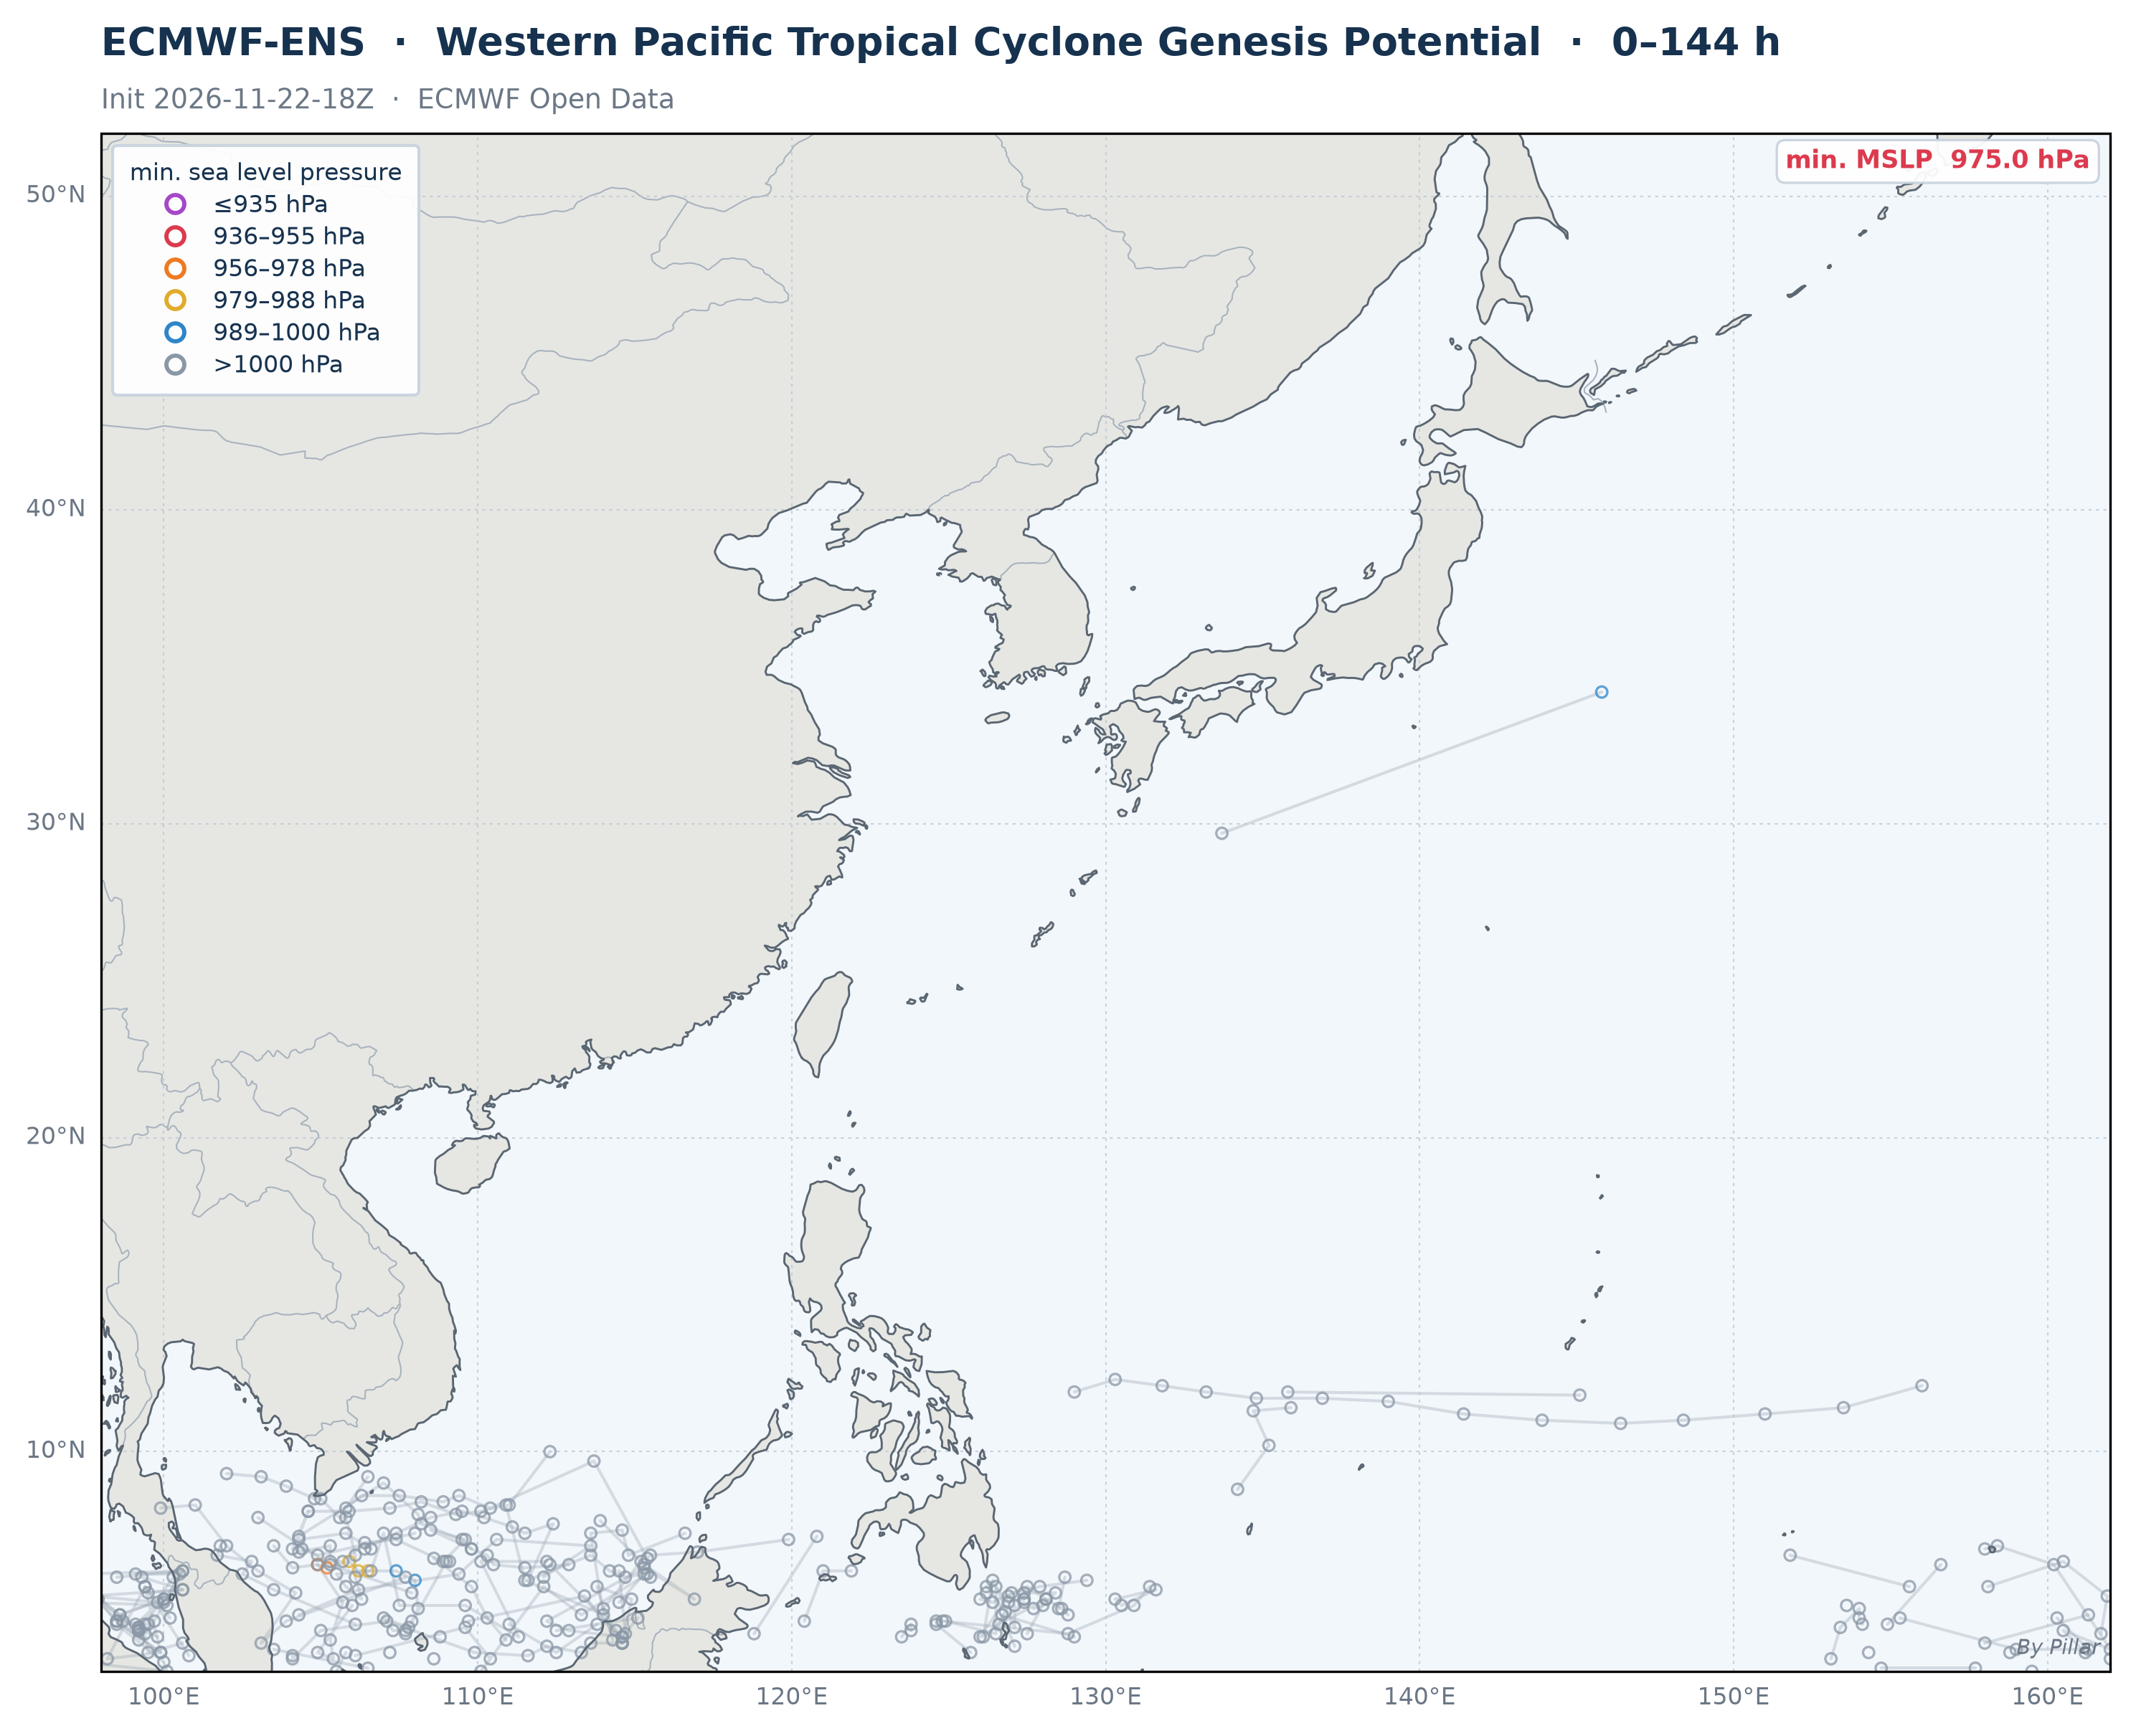 ECMWF-ENS · Western Pacific Tropical Cyclone Genesis Potential · 0–144 h
Init 2026-11-22-18Z · ECMWF Open Data
min. sea level pressure
≤935 hPa
936–955 hPa
956–978 hPa
979–988 hPa
989–1000 hPa
>1000 hPa
min. MSLP 975.0 hPa
50°N
40°N
30°N
20°N
10°N
By Pillar
100°E
110°E
120°E
130°E
140°E
150°E
160°E